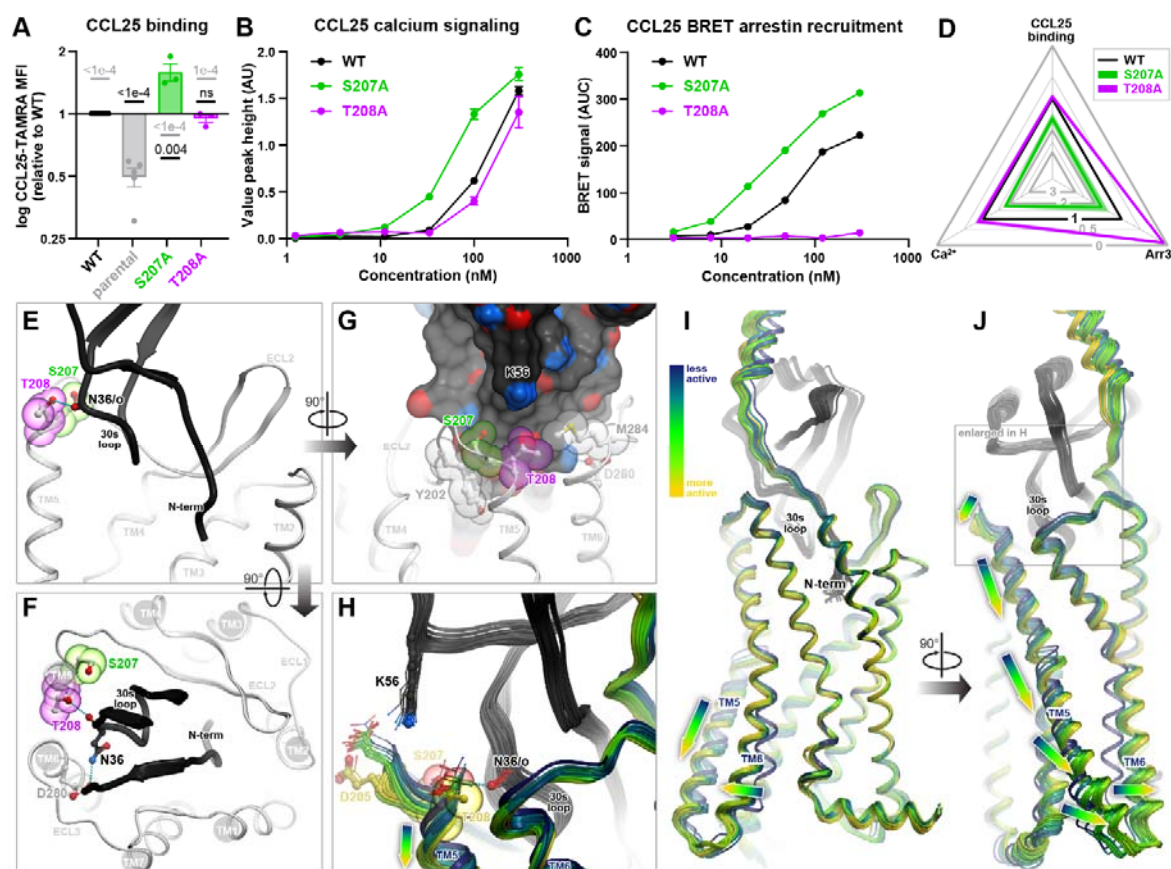 A
CCL25 binding
log CCL25-TAMRA MFI
(relative to WT)
2
1
0.5
0.25
<1e-4
<1e-4
1e-4
ns
<1e-4
0.004
WT
parental
S207A
T208A
B
CCL25 calcium signaling
Value peak height (AU)
2.0
1.5
1.0
0.5
0.0
1
10
100
1000
Concentration (nM)
WT
S207A
T208A
C
CCL25 BRET arrestin recruitment
BRET signal (AUC)
400
300
200
100
0
1
10
100
1000
Concentration (nM)
WT
S207A
T208A
D
CCL25
binding
WT
S207A
T208A
3
2
1
0
Ca²⁺
Arr3
E
S207
T208
N36/o
30s
loop
ECL2
N-term
TM5
TM4
TM3
TM2
90°
90°
G
K56
S207
ECL2
M284
Y202
T208
D280
TM4
TM5
TM6
F
TM4
TM3
S207
ECL1
TM5
30s
loop
ECL2
T208
N-term
N36
TM2
TM6
D280
ECL3
TM1
TM7
H
K56
S207
N36/o
D205
T208
30s
loop
TM5
TM6
I
less
active
more
active
30s
loop
N-term
TM5
TM6
90°
J
enlarged in H
30s
loop
TM5
TM6